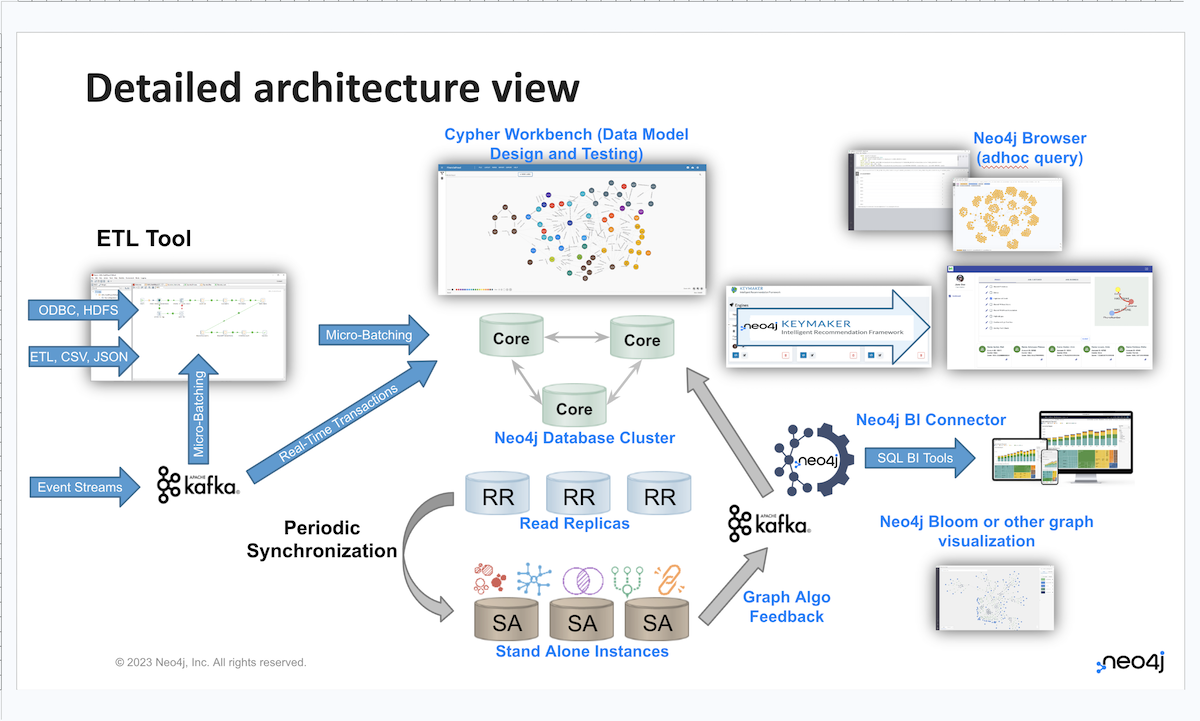 Detailed architecture view
Cypher Workbench (Data Model
Design and Testing)
Neo4j Browser
(adhoc query)
ETL Tool
ODBC, HDFS
ETL, CSV, JSON
Micro-Batching
Micro-Batching
Real-Time Transactions
Event Streams
APACHE
kafka®
Core
Core
Core
Neo4j Database Cluster
KEYMAKER
Engines
neo4j
KEYMAKER
Intelligent Recommendation Framework
Neo4j BI Connector
neo4j
SQL BI Tools
RR
RR
RR
Read Replicas
Periodic
Synchronization
APACHE
kafka®
Neo4j Bloom or other graph
visualization
SA
SA
SA
Stand Alone Instances
Graph Algo
Feedback
© 2023 Neo4j, Inc. All rights reserved.
neo4j